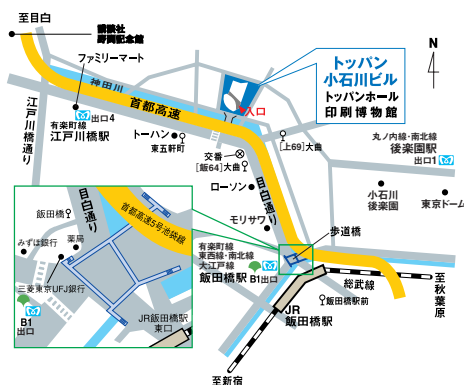 至目白
講談社
野間記念館
ファミリーマート
神田川
首都高速
江戸川橋通り
有楽町線
江戸川橋駅
出口4
トーハン
東五軒町
トッパン
小石川ビル
トッパンホール
印刷博物館
入口
N
交番
[飯64]大曲
[上69]大曲
ローソン
目白通り
モリサワ
丸ノ内線・南北線
後楽園駅
出口1
小石川
後楽園
東京ドーム
歩道橋
有楽町線
東西線・南北線
大江戸線
飯田橋駅
B1
出口
総武線
至秋葉原
飯田橋駅前
JR
飯田橋駅
至新宿
目白通り
首都高速5号池袋線
飯田橋
みずほ銀行
薬局
三菱東京UFJ銀行
B1
出口
JR飯田橋駅
東口